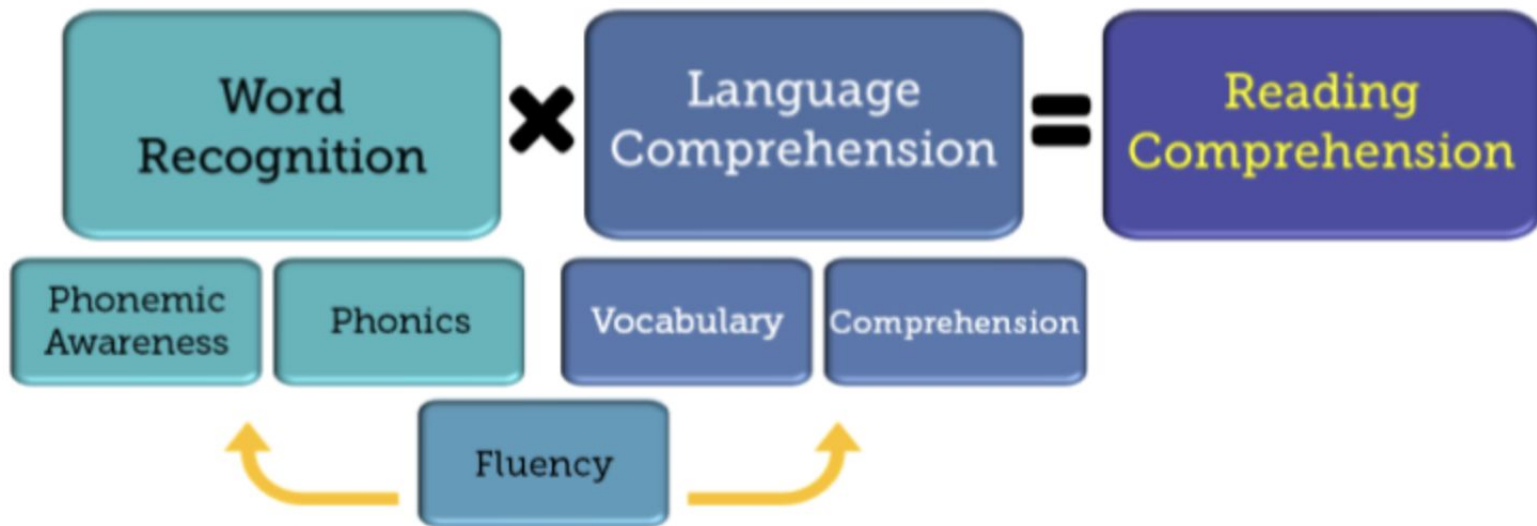 Word
Recognition
×
Language
Comprehension
=
Reading
Comprehension
Phonemic
Awareness
Phonics
Vocabulary
Comprehension
Fluency